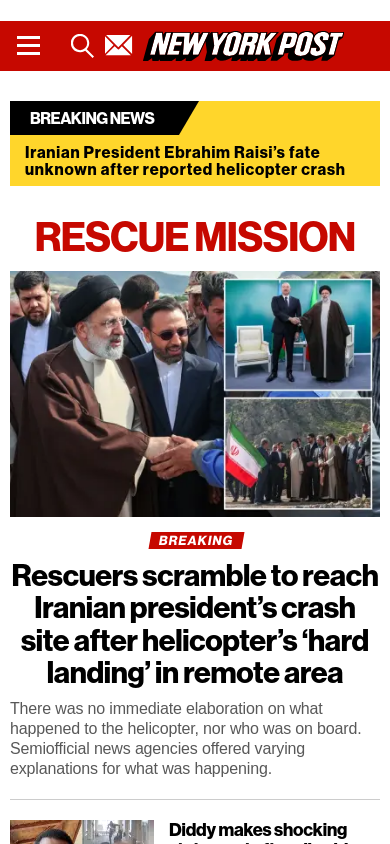 NEW YORK POST
BREAKING NEWS
Iranian President Ebrahim Raisi’s fate
unknown after reported helicopter crash
RESCUE MISSION
BREAKING
Rescuers scramble to reach
Iranian president’s crash
site after helicopter’s ‘hard
landing’ in remote area
There was no immediate elaboration on what
happened to the helicopter, nor who was on board.
Semiofficial news agencies offered varying
explanations for what was happening.
Diddy makes shocking